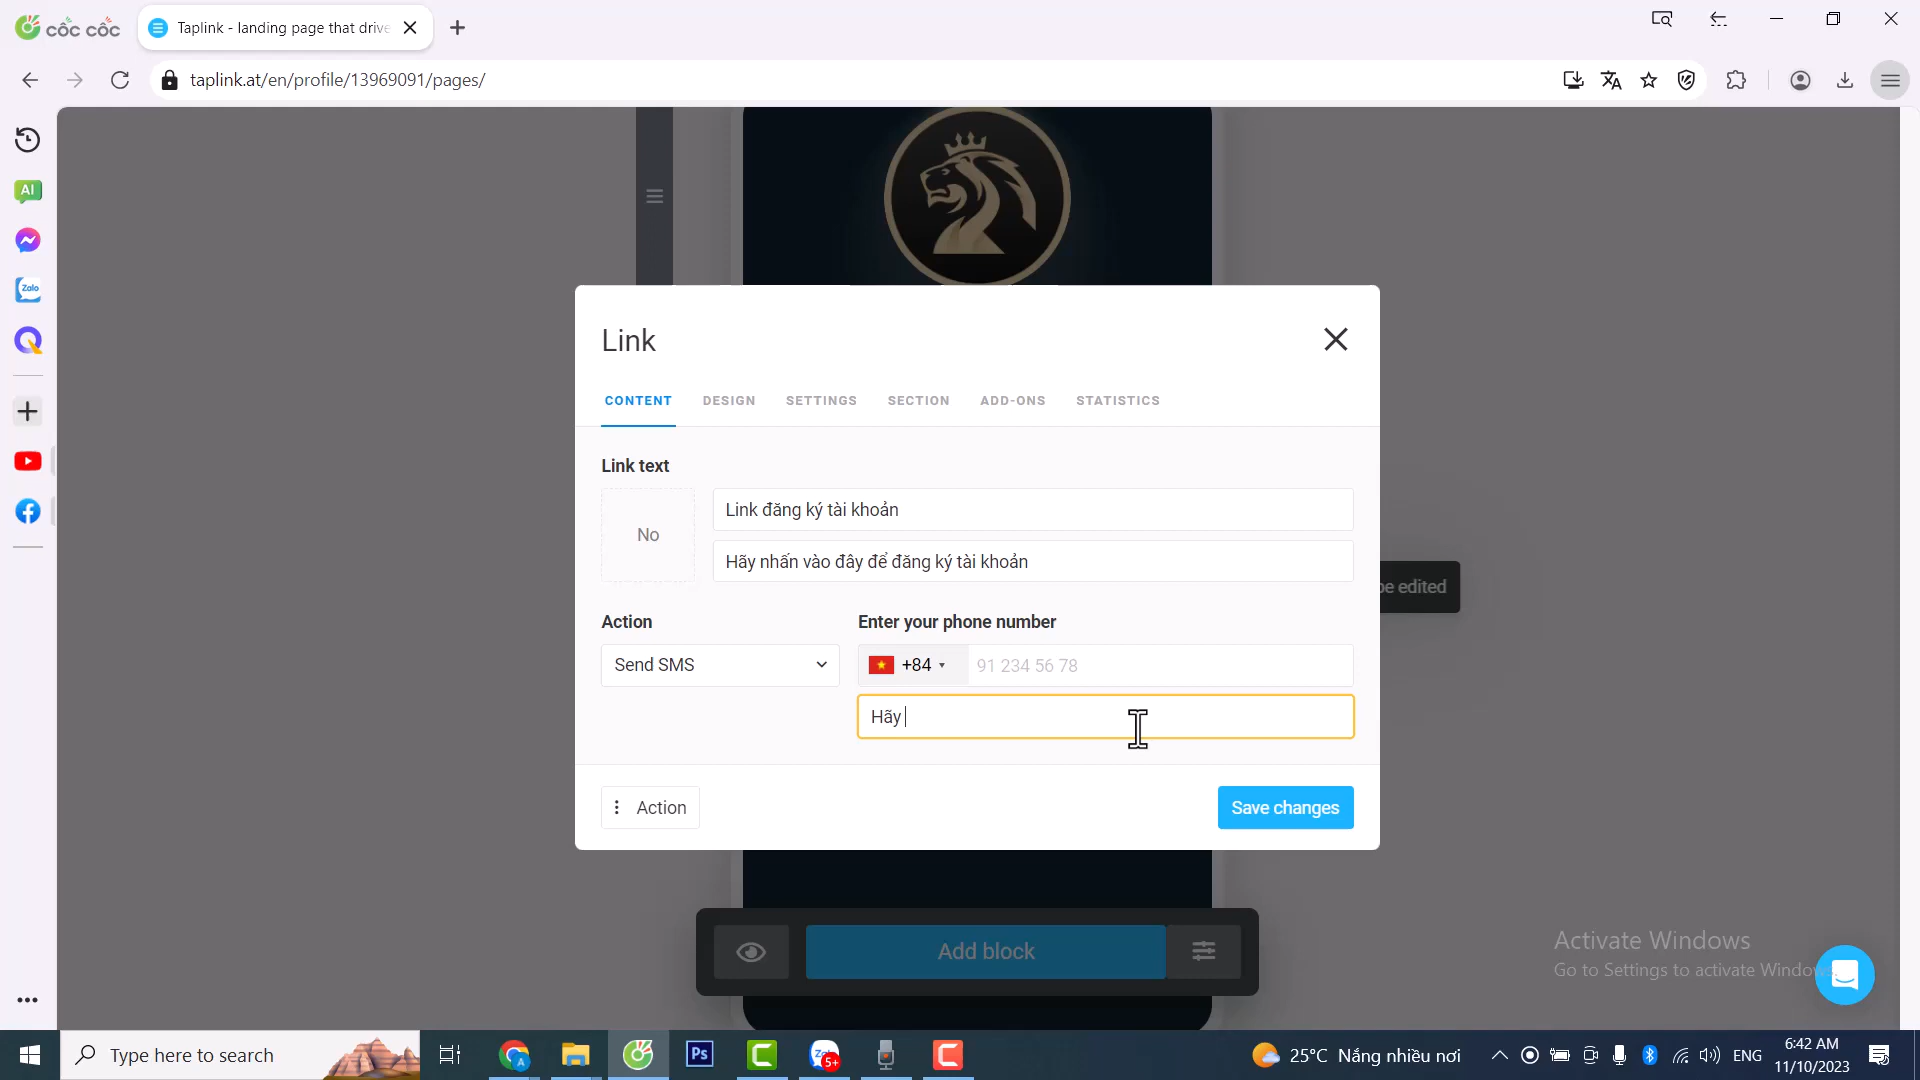 cốc cốc
Taplink - landing page that drive
taplink.at/en/profile/13969091/pages/
AI
Zalo
Link
CONTENT
DESIGN
SETTINGS
SECTION
ADD-ONS
STATISTICS
Link text
No
Link đăng ký tài khoản
Hãy nhấn vào đây để đăng ký tài khoản
be edited
Action
Enter your phone number
Send SMS
+84
91 234 56 78
Hãy
Action
Save changes
Add block
Activate Windows
Go to Settings to activate Windows.
Type here to search
A
Ps
5+
25°C Nắng nhiều nơi
ENG
6:42 AM
11/10/2023